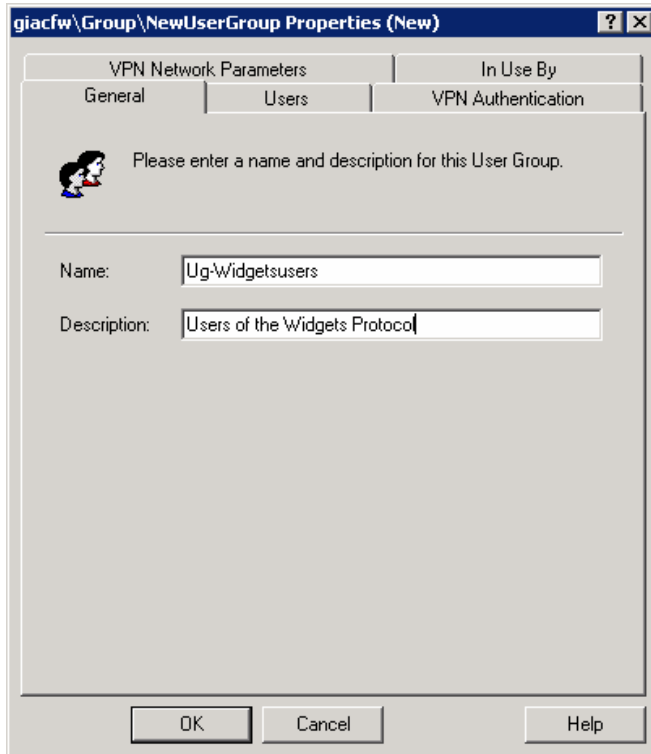 giacfw\Group\NewUserGroup Properties (New)
? X
VPN Network Parameters In Use By
General Users VPN Authentication
Please enter a name and description for this User Group.
Name: Ug-Widgetsusers
Description: Users of the Widgets Protocol
OK Cancel Help